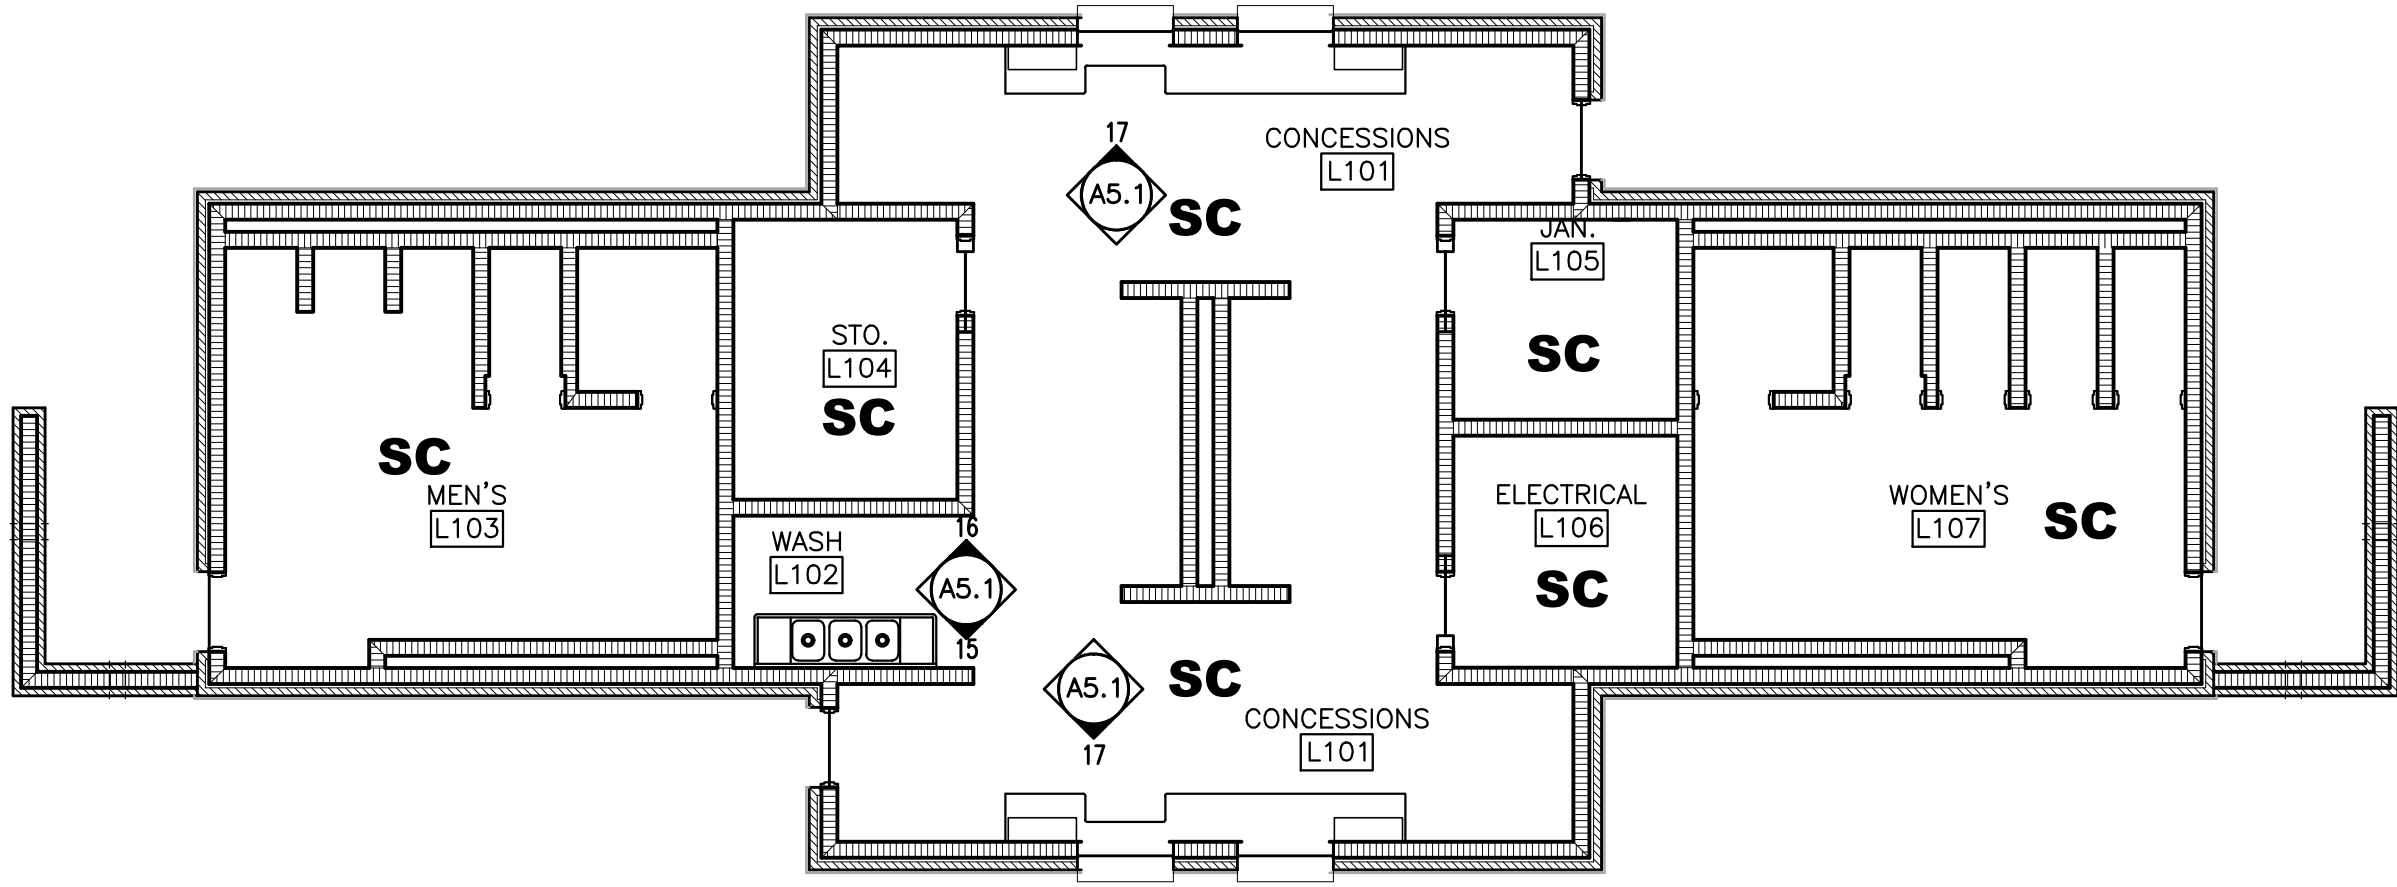 17
CONCESSIONS
L101
A5.1
SC
JAN.
L105
STO.
L104
SC
SC
SC
MEN'S
L103
ELECTRICAL
L106
WOMEN'S
L107
SC
16
WASH
L102
A5.1
SC
15
SC
A5.1
CONCESSIONS
L101
17